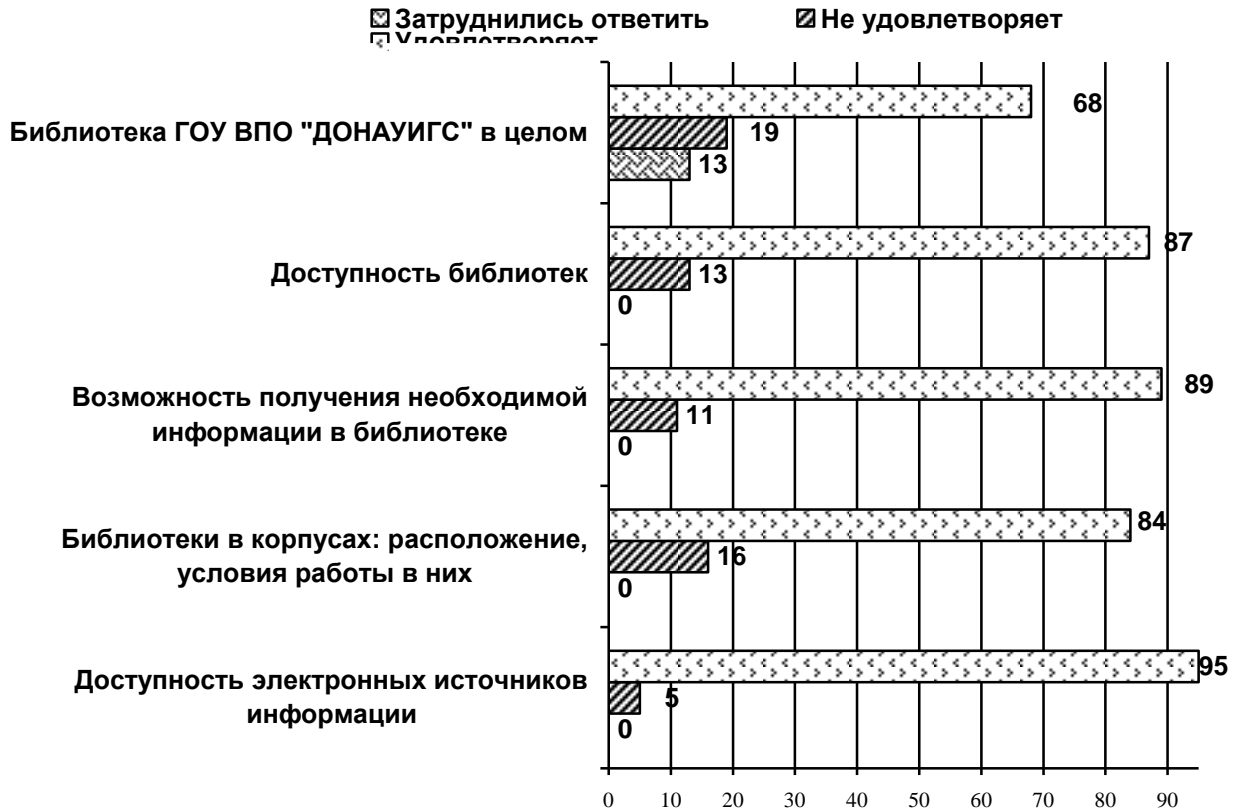 Затруднились ответить Не удовлетворяет
Удовлетворяет
Библиотека ГОУ ВПО "ДОНАУИГС" в целом
68
19
13
Доступность библиотек
87
13
0
Возможность получения необходимой
информации в библиотеке
89
11
0
Библиотеки в корпусах: расположение,
условия работы в них
84
16
0
Доступность электронных источников
информации
95
5
0
0 10 20 30 40 50 60 70 80 90